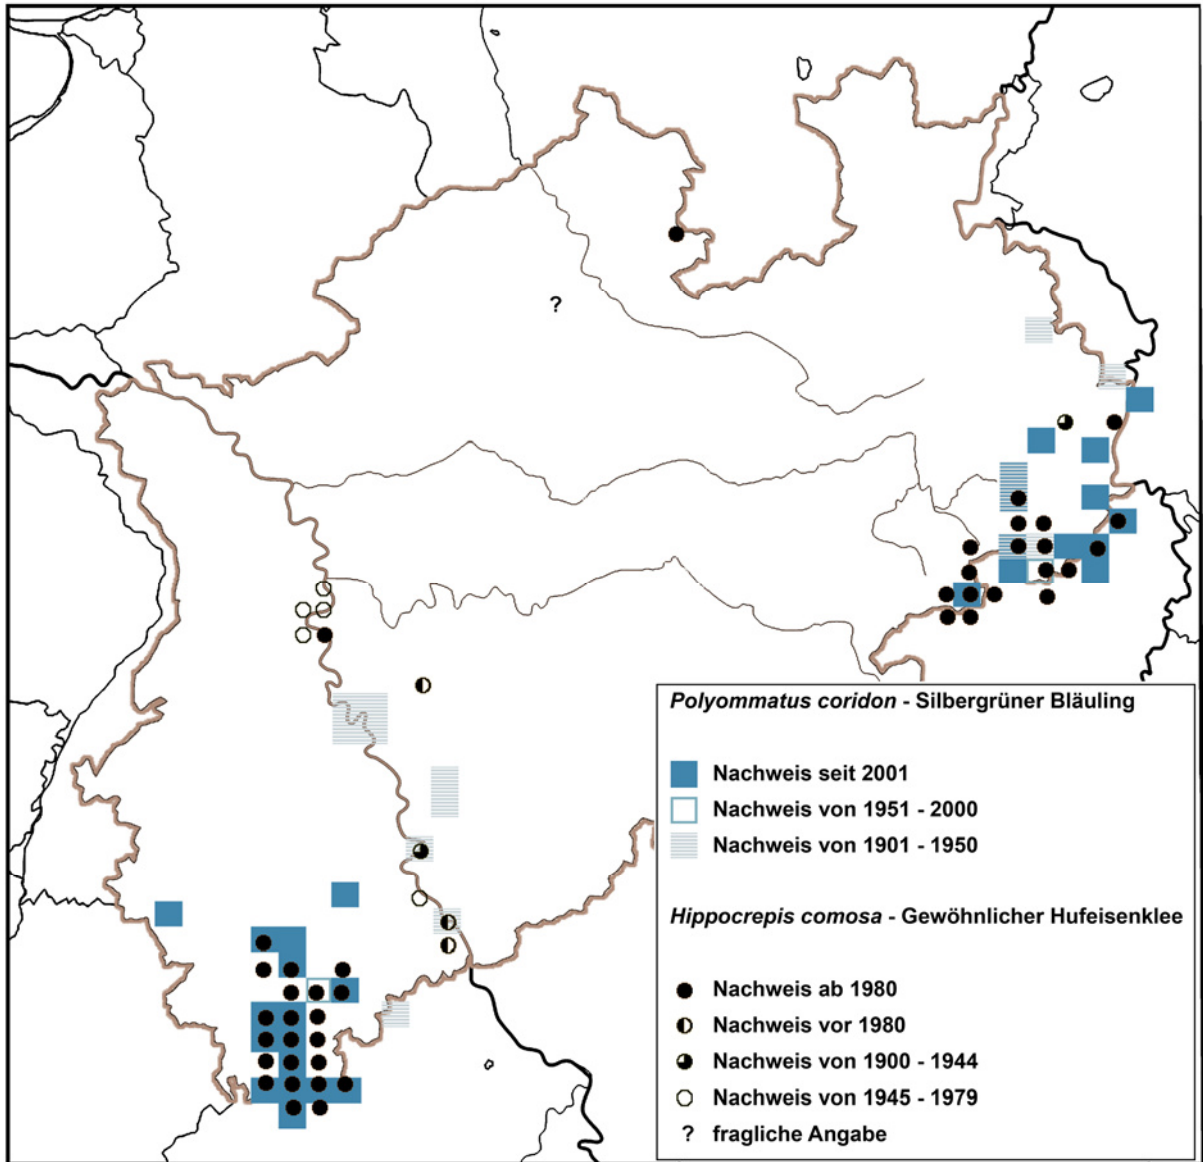 ?
Polyommatus coridon - Silbergrüner Bläuling
Nachweis seit 2001
Nachweis von 1951 - 2000
Nachweis von 1901 - 1950
Hippocrepis comosa - Gewöhnlicher Hufeisenklee
Nachweis ab 1980
Nachweis vor 1980
Nachweis von 1900 - 1944
Nachweis von 1945 - 1979
? fragliche Angabe